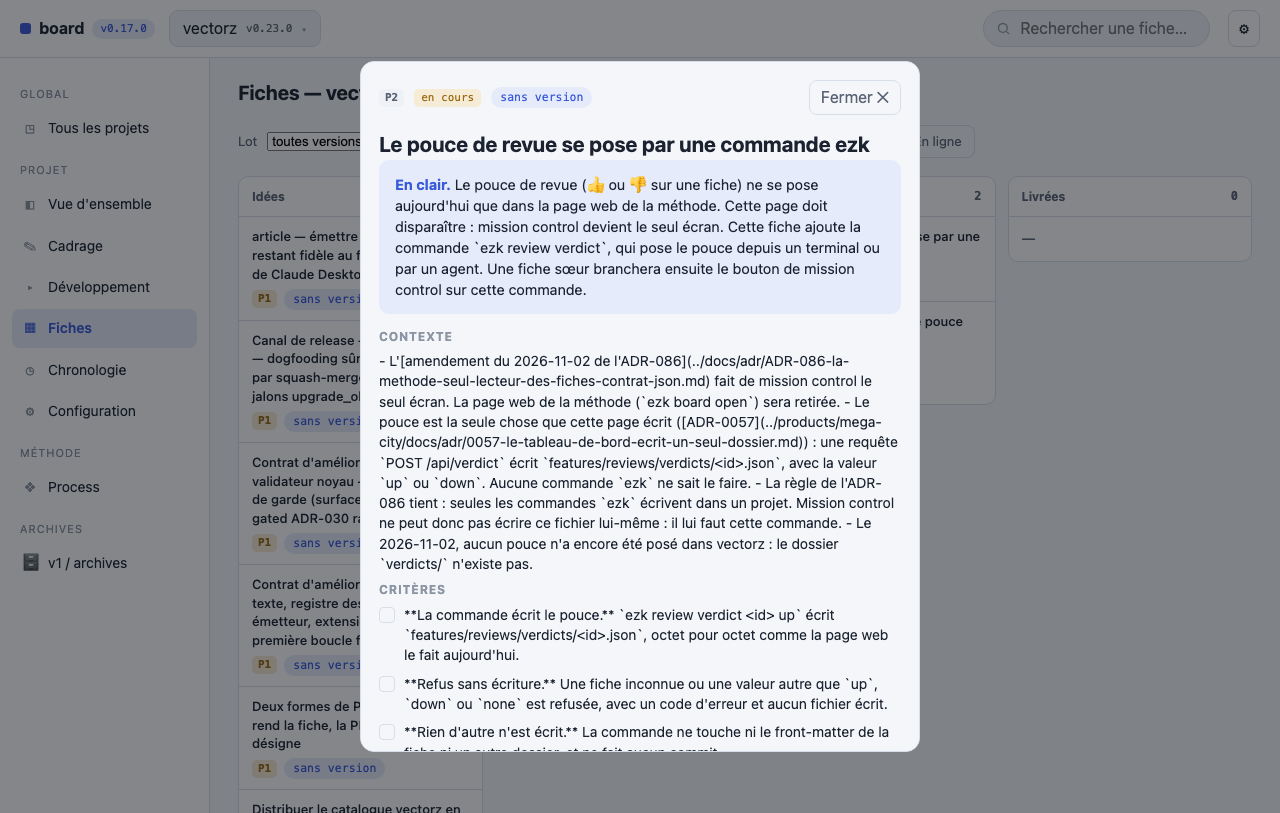 board v0.17.0 vectorz v0.23.0 Rechercher une fiche...
GLOBAL
Tous les projets
PROJET
Vue d'ensemble
Cadrage
Développement
Fiches
Chronologie
Configuration
MÉTHODE
Process
ARCHIVES
v1 / archives
Fiches — vec
Lot toutes versions
n ligne
Idées
article — émettre
restant fidèle au f
de Claude Deskto
P1 sans versi
Canal de release
— dogfooding sûr
par squash-merge
jalons upgrade_ol
P1 sans versi
Contrat d'amélior
validateur noyau
de garde (surface
gated ADR-030 ra
P1 sans versi
Contrat d'amélior
texte, registre des
émetteur, extensi
première boucle f
P1 sans versi
Deux formes de P
rend la fiche, la P
désigne
P1 sans version
Distribuer le catalogue vectorz en
2
se par une
pouce
Livrées 0
—
P2 en cours sans version Fermer ✕
Le pouce de revue se pose par une commande ezk
En clair. Le pouce de revue (👍 ou 👎 sur une fiche) ne se pose
aujourd'hui que dans la page web de la méthode. Cette page doit
disparaître : mission control devient le seul écran. Cette fiche ajoute la
commande `ezk review verdict`, qui pose le pouce depuis un terminal ou
par un agent. Une fiche sœur branchera ensuite le bouton de mission
control sur cette commande.
CONTEXTE
- L'[amendement du 2026-11-02 de l'ADR-086](../docs/adr/ADR-086-la-
methode-seul-lecteur-des-fiches-contrat-json.md) fait de mission control le
seul écran. La page web de la méthode (`ezk board open`) sera retirée. - Le
pouce est la seule chose que cette page écrit ([ADR-0057](../products/mega-
city/docs/adr/0057-le-tableau-de-bord-ecrit-un-seul-dossier.md)) : une requête
`POST /api/verdict` écrit `features/reviews/verdicts/<id>.json`, avec la valeur
`up` ou `down`. Aucune commande `ezk` ne sait le faire. - La règle de l'ADR-
086 tient : seules les commandes `ezk` écrivent dans un projet. Mission control
ne peut donc pas écrire ce fichier lui-même : il lui faut cette commande. - Le
2026-11-02, aucun pouce n'a encore été posé dans vectorz : le dossier
`verdicts/` n'existe pas.
CRITÈRES
**La commande écrit le pouce.** `ezk review verdict <id> up` écrit
`features/reviews/verdicts/<id>.json`, octet pour octet comme la page web
le fait aujourd'hui.
**Refus sans écriture.** Une fiche inconnue ou une valeur autre que `up`,
`down` ou `none` est refusée, avec un code d'erreur et aucun fichier écrit.
**Rien d'autre n'est écrit.** La commande ne touche ni le front-matter de la
fiche ni un autre dossier, et ne fait aucun commit.